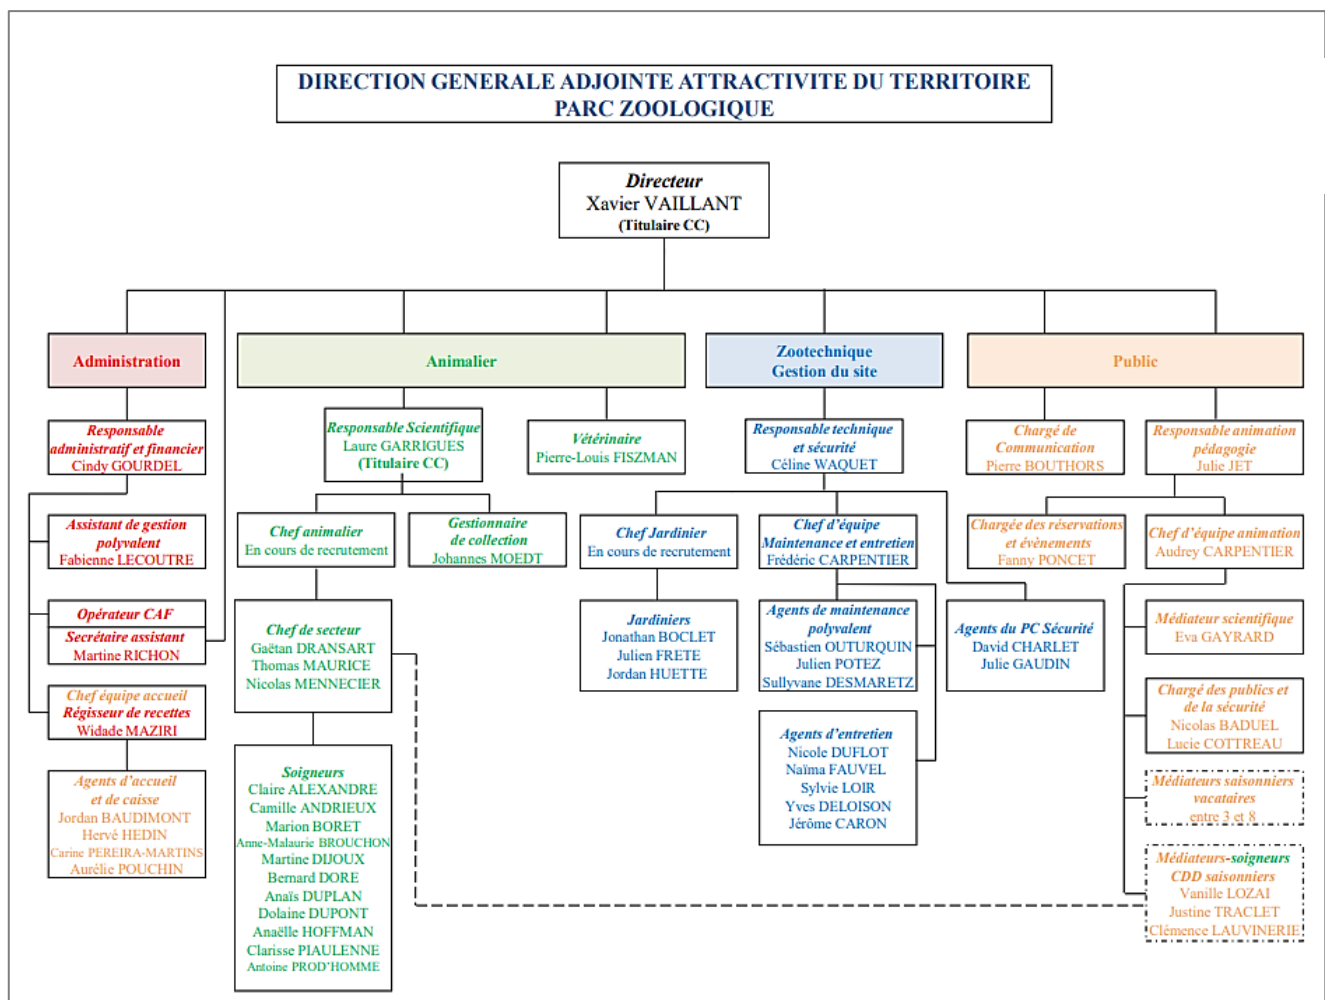 DIRECTION GENERALE ADJOINTE ATTRACTIVITE DU TERRITOIRE
PARC ZOOLOGIQUE
Directeur
Xavier VAILLANT
(Titulaire CC)
Administration
Animalier
Zootechnique
Gestion du site
Public
Responsable
administratif et financier
Cindy GOURDEL
Responsable Scientifique
Laure GARRIGUES
(Titulaire CC)
Vétérinaire
Pierre-Louis FISZMAN
Responsable technique
et sécurité
Céline WAQUET
Chargé de
Communication
Pierre BOUTHORS
Responsable animation
pédagogie
Julie JET
Assistant de gestion
polyvalent
Fabienne LECOUTRE
Chef animalier
En cours de recrutement
Gestionnaire
de collection
Johannes MOEDT
Chef Jardinier
En cours de recrutement
Chef d'équipe
Maintenance et entretien
Frédéric CARPENTIER
Chargée des réservations
et évènements
Fanny PONCET
Chef d'équipe animation
Audrey CARPENTIER
Opérateur CAF
Secrétaire assistant
Martine RICHON
Chef de secteur
Gaëtan DRANSART
Thomas MAURICE
Nicolas MENNECIER
Jardiniers
Jonathan BOCLET
Julien FRETE
Jordan HUETTE
Agents de maintenance
polyvalent
Sébastien OUTURQUIN
Julien POTEZ
Sullyvane DESMARETZ
Agents du PC Sécurité
David CHARLET
Julie GAUDIN
Médiateur scientifique
Eva GAYRARD
Chef équipe accueil
Régisseur de recettes
Widade MAZIRI
Chargé des publics et
de la sécurité
Nicolas BADUEL
Lucie COTTREAU
Agents d'accueil
et de caisse
Jordan BAUDIMONT
Hervé HEDIN
Carine PEREIRA-MARTINS
Aurélie POUCHIN
Soigneurs
Claire ALEXANDRE
Camille ANDRIEUX
Marion BORET
Anne-Malaurie BROUCHON
Martine DIJOUX
Bernard DORE
Anaïs DUPLAN
Dolaine DUPONT
Anaëlle HOFFMAN
Clarisse PIAULENNE
Antoine PROD'HOMME
Agents d'entretien
Nicole DUFLOT
Naïma FAUVEL
Sylvie LOIR
Yves DELOISON
Jérôme CARON
Médiateurs saisonniers
vacataires
entre 3 et 8
Médiateurs-soigneurs
CDD saisonniers
Vanille LOZAI
Justine TRACLET
Clémence LAUVINERIE